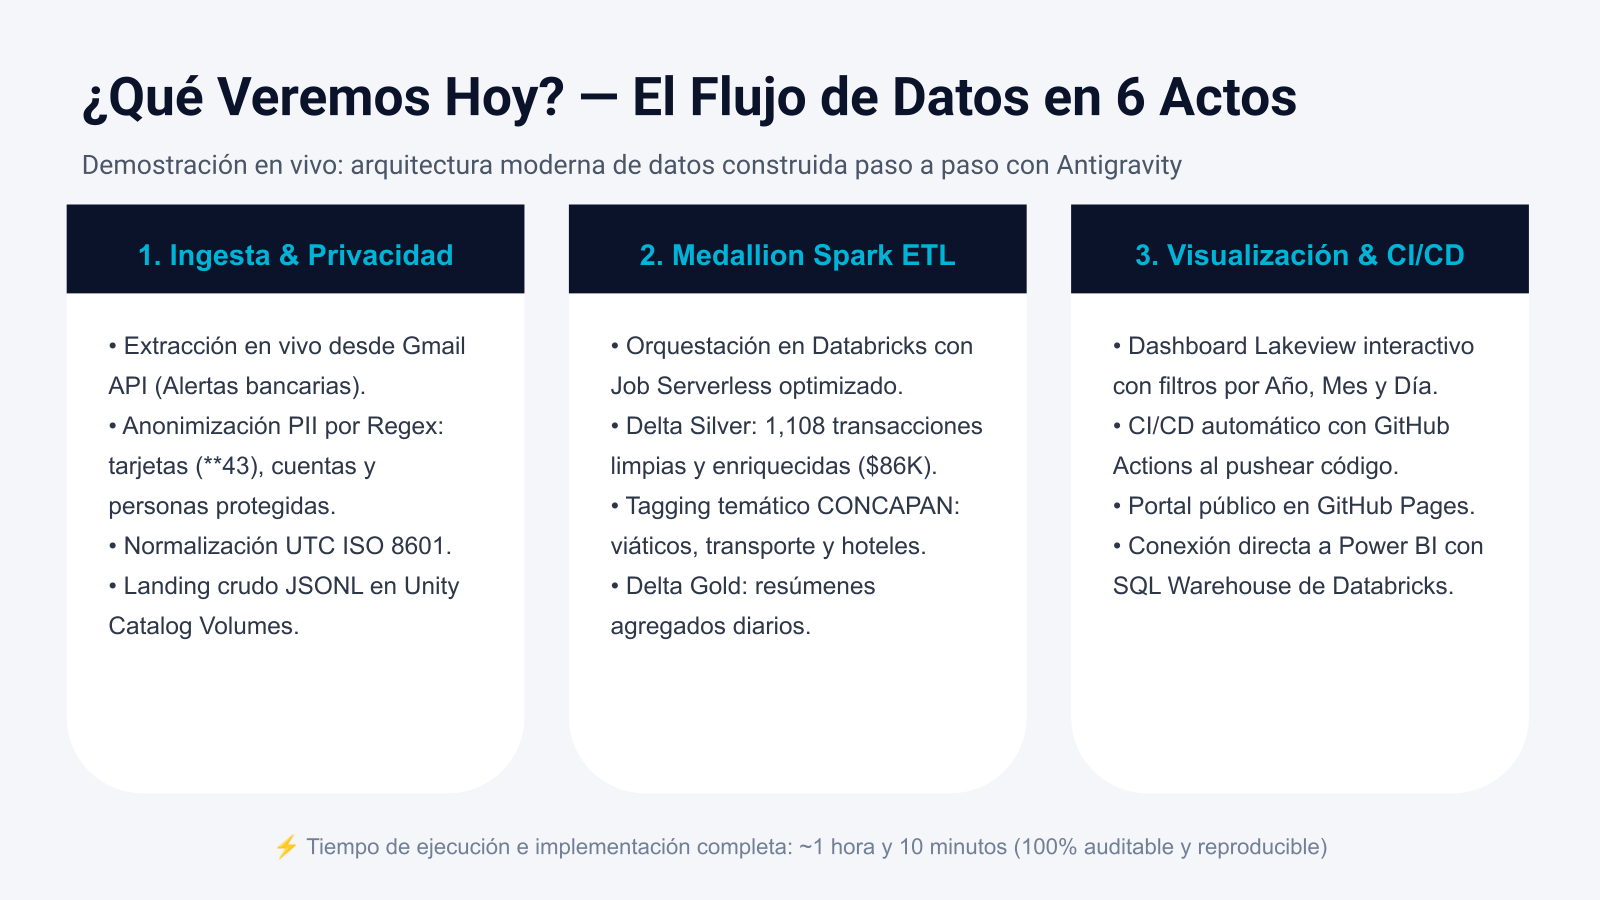 ¿Qué Veremos Hoy? — El Flujo de Datos en 6 Actos
Demostración en vivo: arquitectura moderna de datos construida paso a paso con Antigravity
1. Ingesta & Privacidad
• Extracción en vivo desde Gmail
API (Alertas bancarias).
• Anonimización PII por Regex:
tarjetas (**43), cuentas y
personas protegidas.
• Normalización UTC ISO 8601.
• Landing crudo JSONL en Unity
Catalog Volumes.
2. Medallion Spark ETL
• Orquestación en Databricks con
Job Serverless optimizado.
• Delta Silver: 1,108 transacciones
limpias y enriquecidas ($86K).
• Tagging temático CONCAPAN:
viáticos, transporte y hoteles.
• Delta Gold: resúmenes
agregados diarios.
3. Visualización & CI/CD
• Dashboard Lakeview interactivo
con filtros por Año, Mes y Día.
• CI/CD automático con GitHub
Actions al pushear código.
• Portal público en GitHub Pages.
• Conexión directa a Power BI con
SQL Warehouse de Databricks.
⚡ Tiempo de ejecución e implementación completa: ~1 hora y 10 minutos (100% auditable y reproducible)